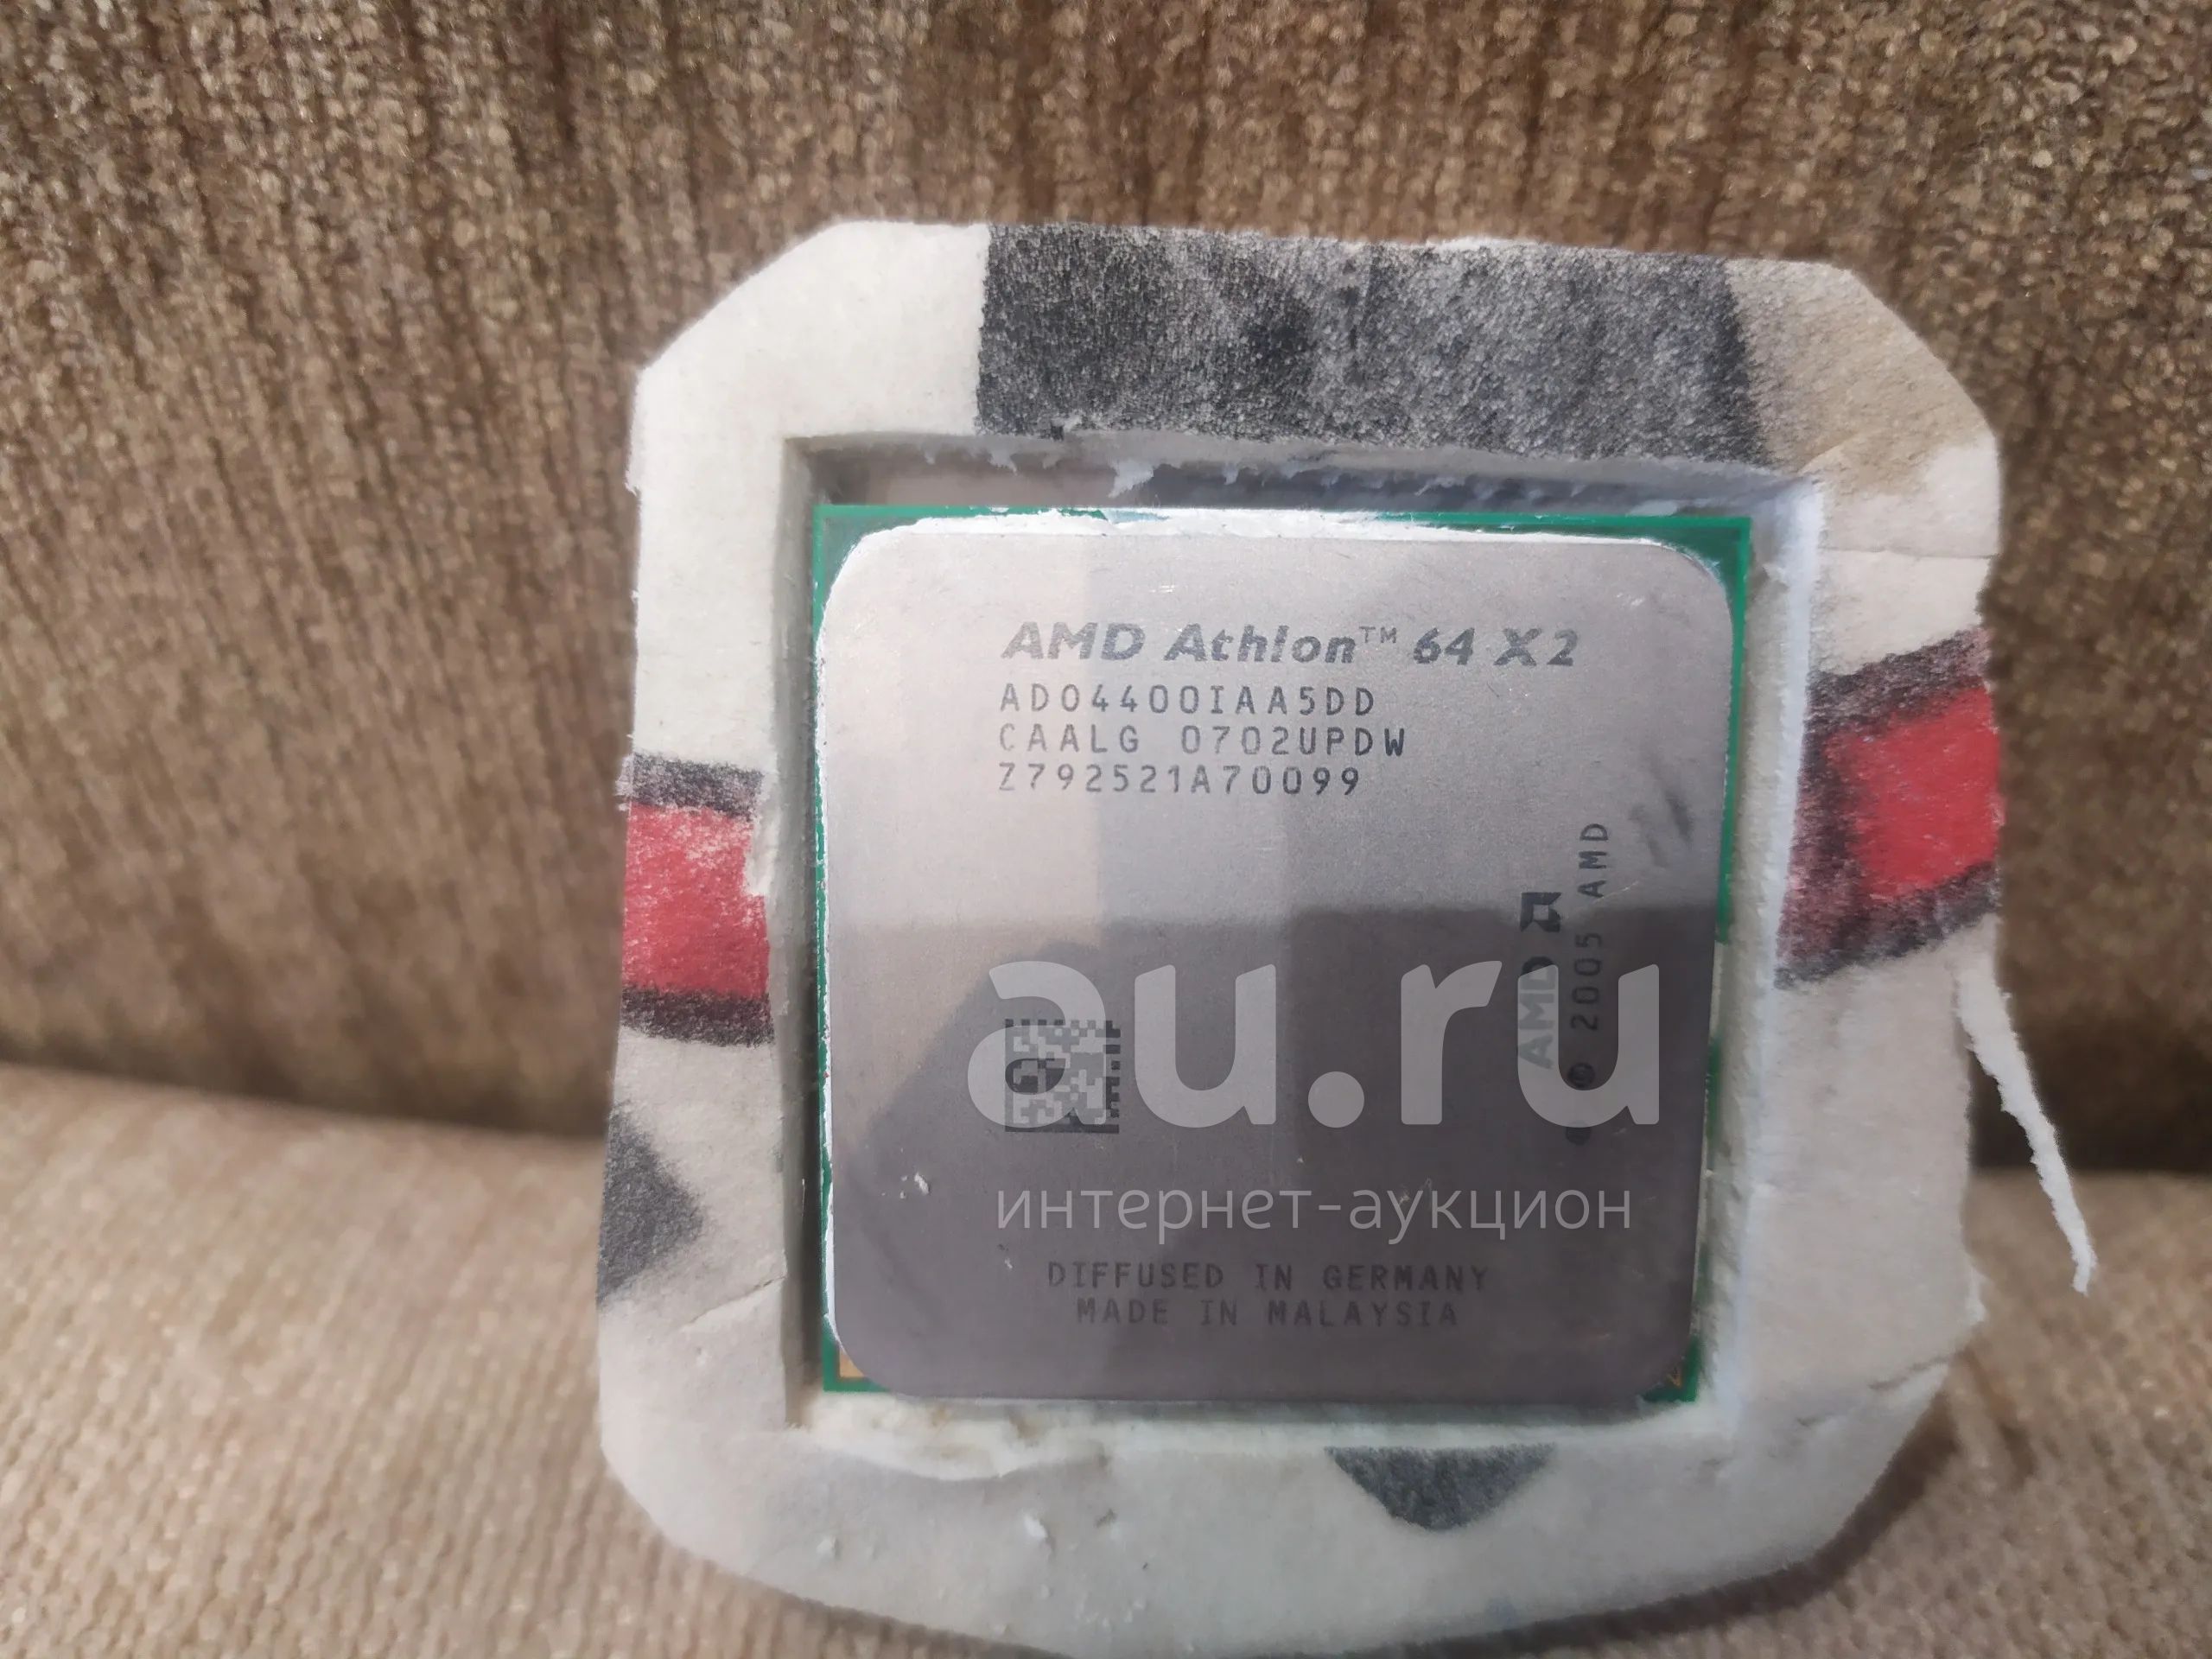 AMD Athlon™ 64 X2
ADO4400IAA5DD
CAALG 0702UPDW
Z792521A70099
AMD
© 2005 AMD
au.ru
интернет-аукцион
DIFFUSED IN GERMANY
MADE IN MALAYSIA